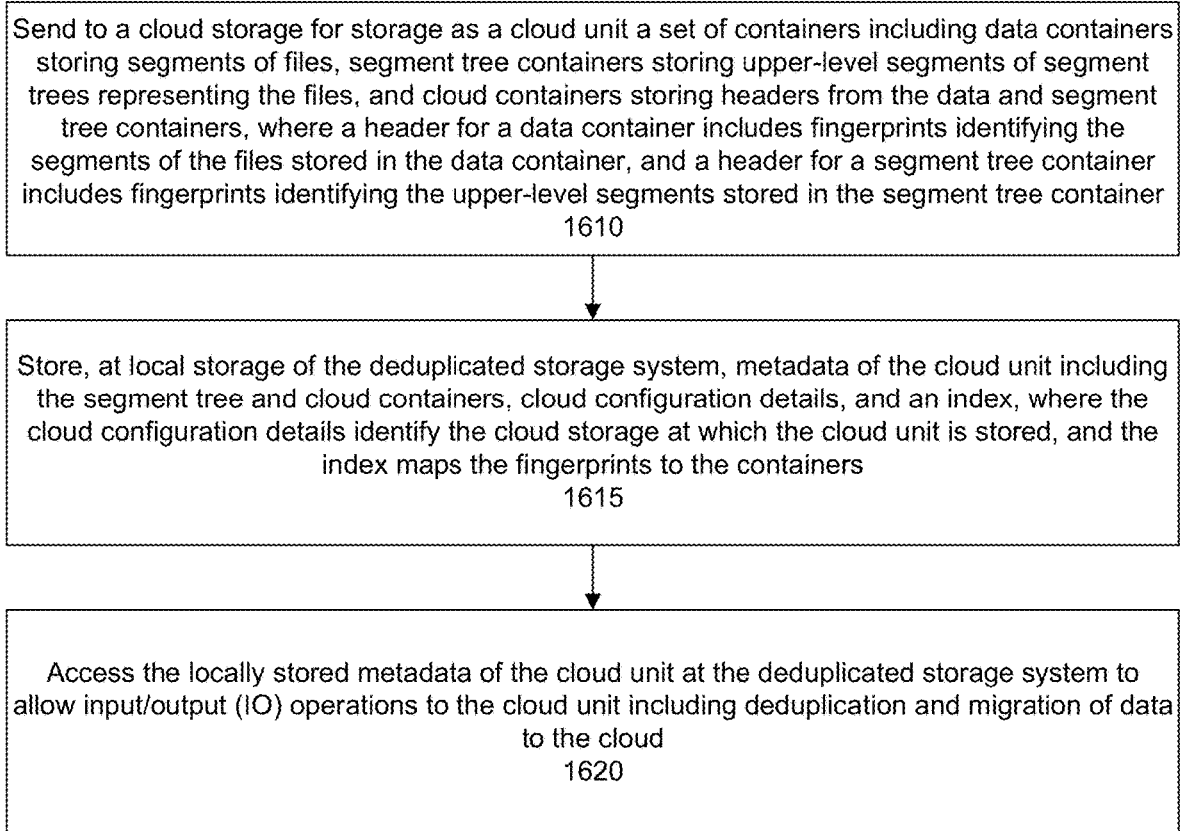 Send to a cloud storage for storage as a cloud unit a set of containers including data containers
storing segments of files, segment tree containers storing upper-level segments of segment
trees representing the files, and cloud containers storing headers from the data and segment
tree containers, where a header for a data container includes fingerprints identifying the
segments of the files stored in the data container, and a header for a segment tree container
includes fingerprints identifying the upper-level segments stored in the segment tree container
1610
Store, at local storage of the deduplicated storage system, metadata of the cloud unit including
the segment tree and cloud containers, cloud configuration details, and an index, where the
cloud configuration details identify the cloud storage at which the cloud unit is stored, and the
index maps the fingerprints to the containers
1615
Access the locally stored metadata of the cloud unit at the deduplicated storage system to
allow input/output (IO) operations to the cloud unit including deduplication and migration of data
to the cloud
1620